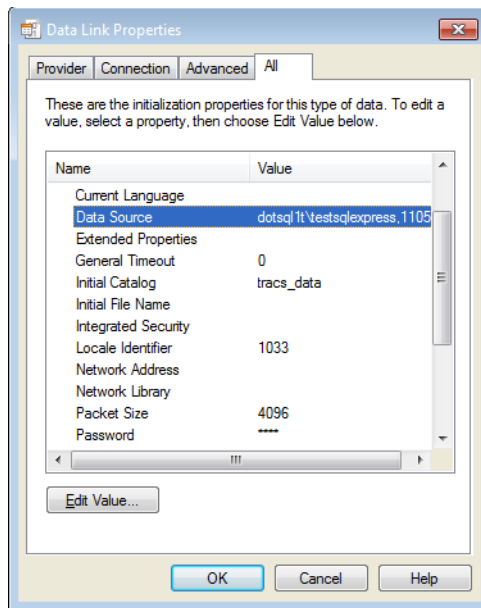 Data Link Properties
Provider Connection Advanced All
These are the initialization properties for this type of data. To edit a
value, select a property, then choose Edit Value below.
Name Value
Current Language
Data Source dotsql1t\testsqlexpress,1105
Extended Properties
General Timeout 0
Initial Catalog tracs_data
Initial File Name
Integrated Security
Locale Identifier 1033
Network Address
Network Library
Packet Size 4096
Password ****
Edit Value...
OK Cancel Help